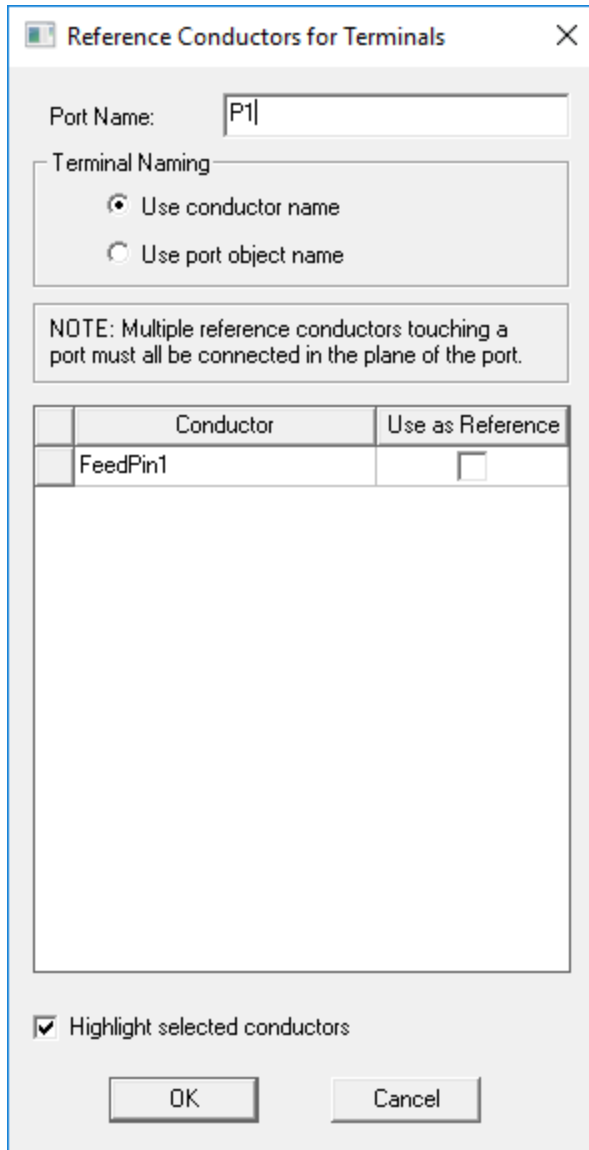 Reference Conductors for Terminals
Port Name: P1
Terminal Naming
Use conductor name
Use port object name
NOTE: Multiple reference conductors touching a
port must all be connected in the plane of the port.
Conductor Use as Reference
FeedPin1
Highlight selected conductors
OK Cancel